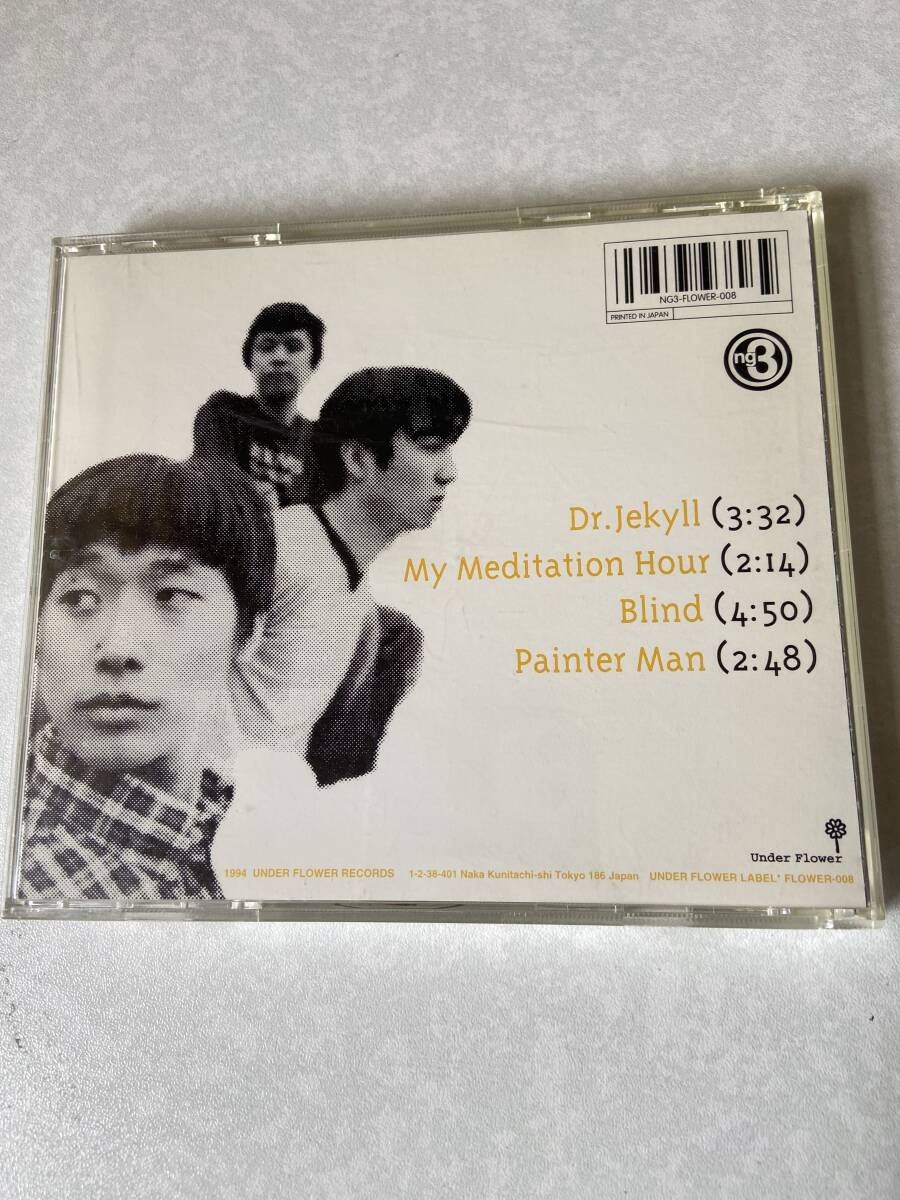 NG3-FLOWER-008
PRINTED IN JAPAN
ng3
Dr.Jekyll (3:32)
My Meditation Hour (2:14)
Blind (4:50)
Painter Man (2:48)
Under Flower
1994 UNDER FLOWER RECORDS 1-2-38-401 Naka Kunitachi-shi Tokyo 186 Japan UNDER FLOWER LABEL* FLOWER-008